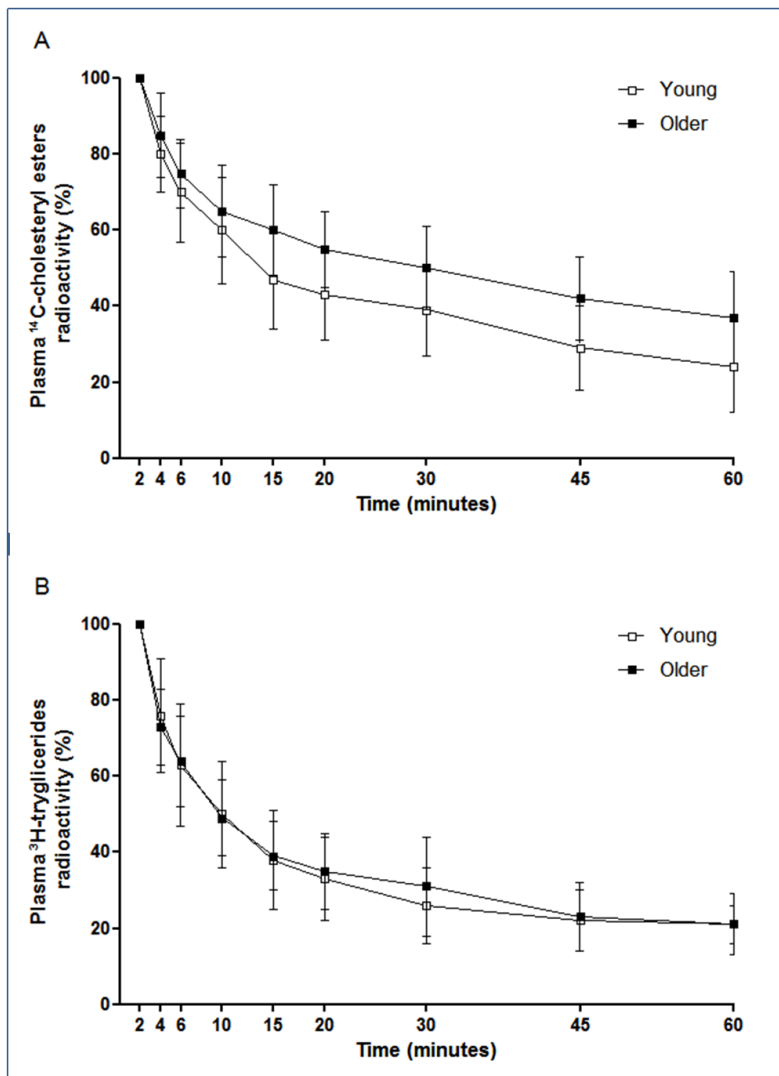 A
Young
Older
Plasma ¹⁴C-cholesteryl esters
radioactivity (%)
100
80
60
40
20
0
2 4 6 10 15 20 30 45 60
Time (minutes)
B
Young
Older
Plasma ³H-tryglicerides
radioactivity (%)
100
80
60
40
20
0
2 4 6 10 15 20 30 45 60
Time (minutes)